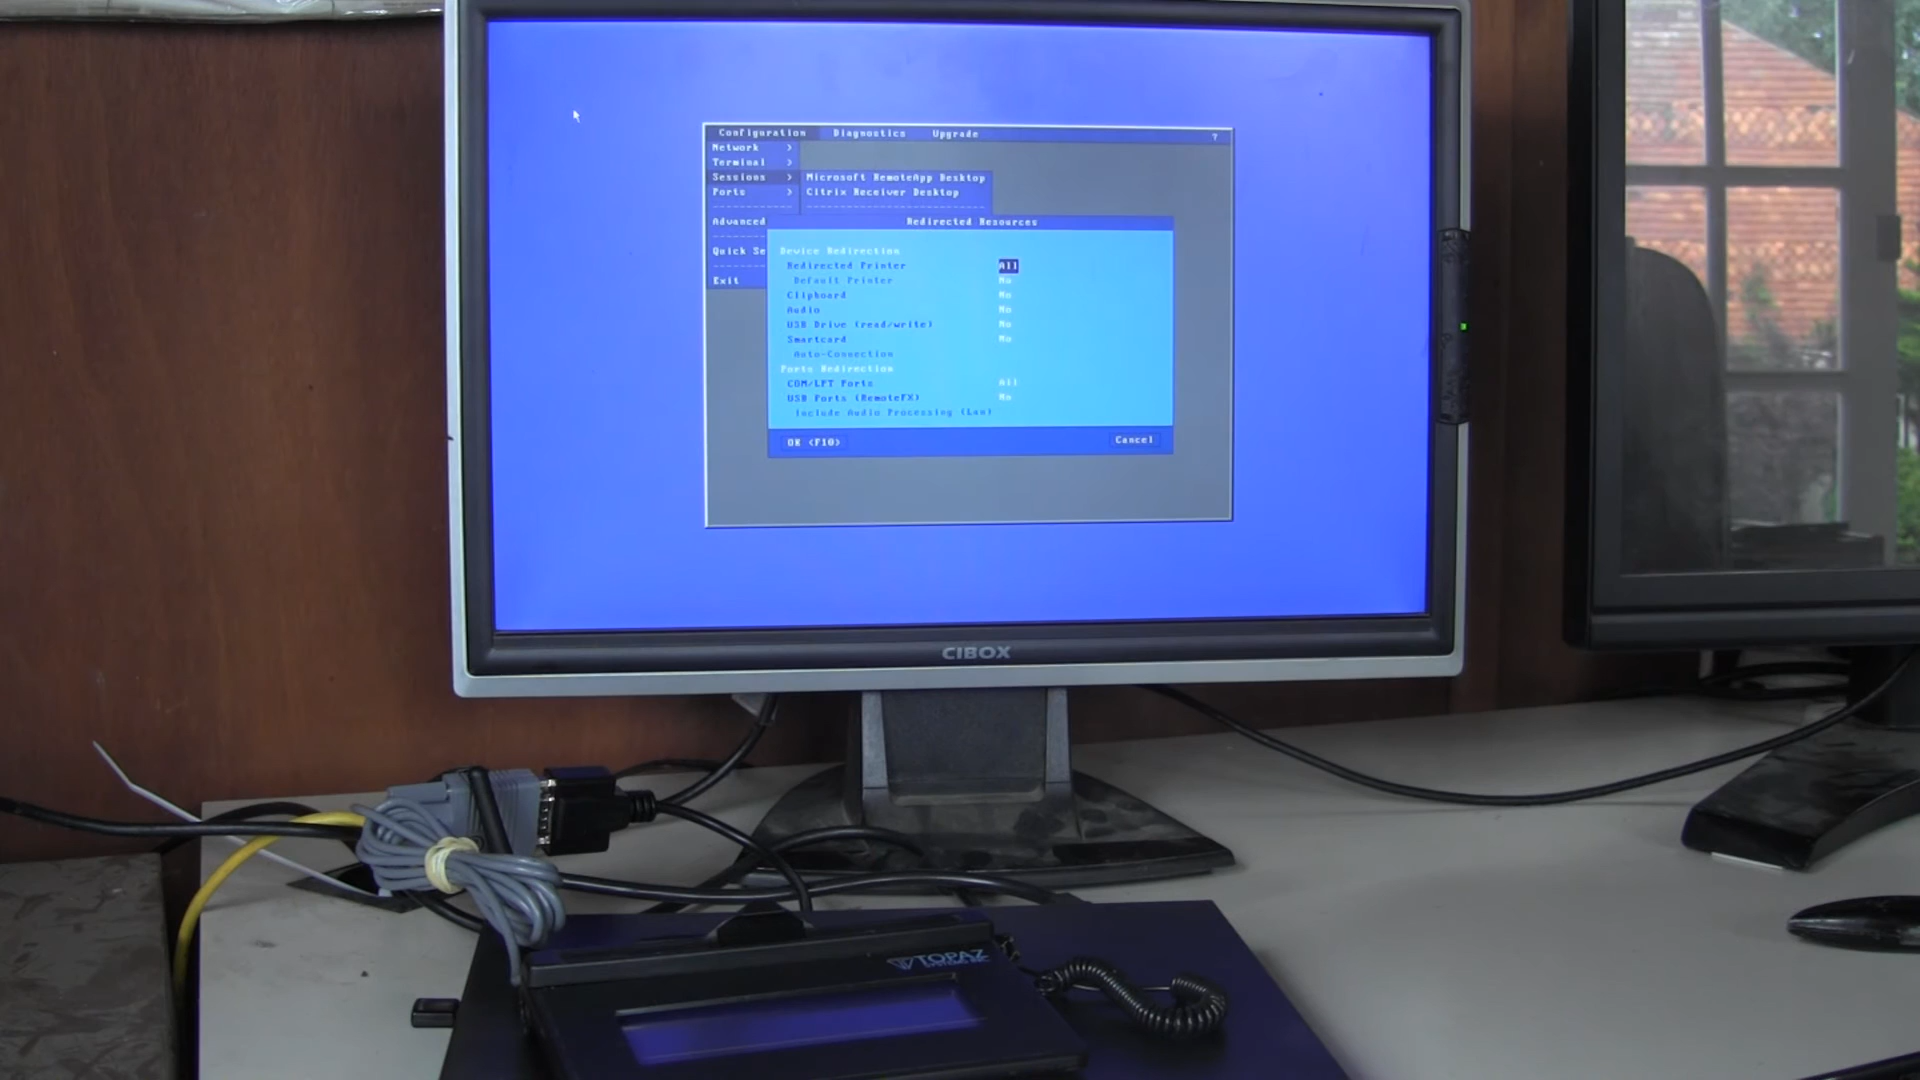 Configuration Diagnostics Upgrade ?
Network >
Terminal >
Sessions > Microsoft RemoteApp Desktop
Ports > Citrix Receiver Desktop
Advanced
Redirected Resources
Quick Se
Exit
Device Redirection
Redirected Printer All
Default Printer No
Clipboard No
Audio No
USB Drive (read/write) No
Smartcard No
Auto-Connection
Ports Redirection
COM/LPT Ports All
USB Ports (RemoteFX) No
Include Audio Processing (Lan)
OK <F10> Cancel
CIBOX
TOPAZ